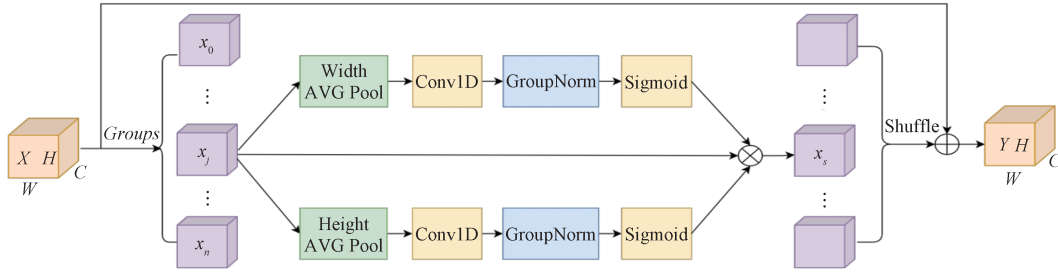 x0
⋮
Groups
X H
W
C
xj
⋮
xn
Width
AVG Pool
Conv1D
GroupNorm
Sigmoid
Height
AVG Pool
Conv1D
GroupNorm
Sigmoid
⋮
xs
⋮
Shuffle
Y H
W
C